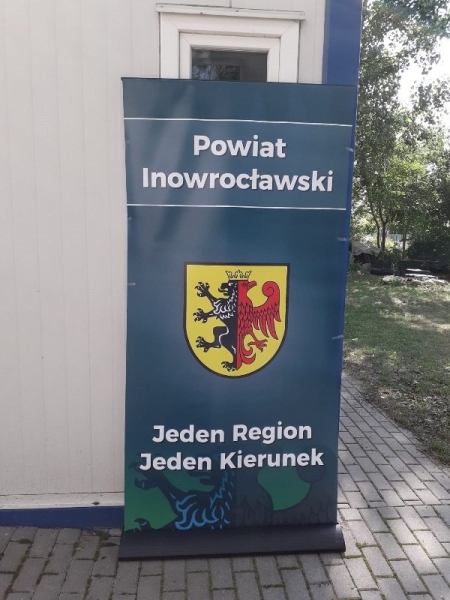 Powiat
Inowrocławski
Jeden Region
Jeden Kierunek